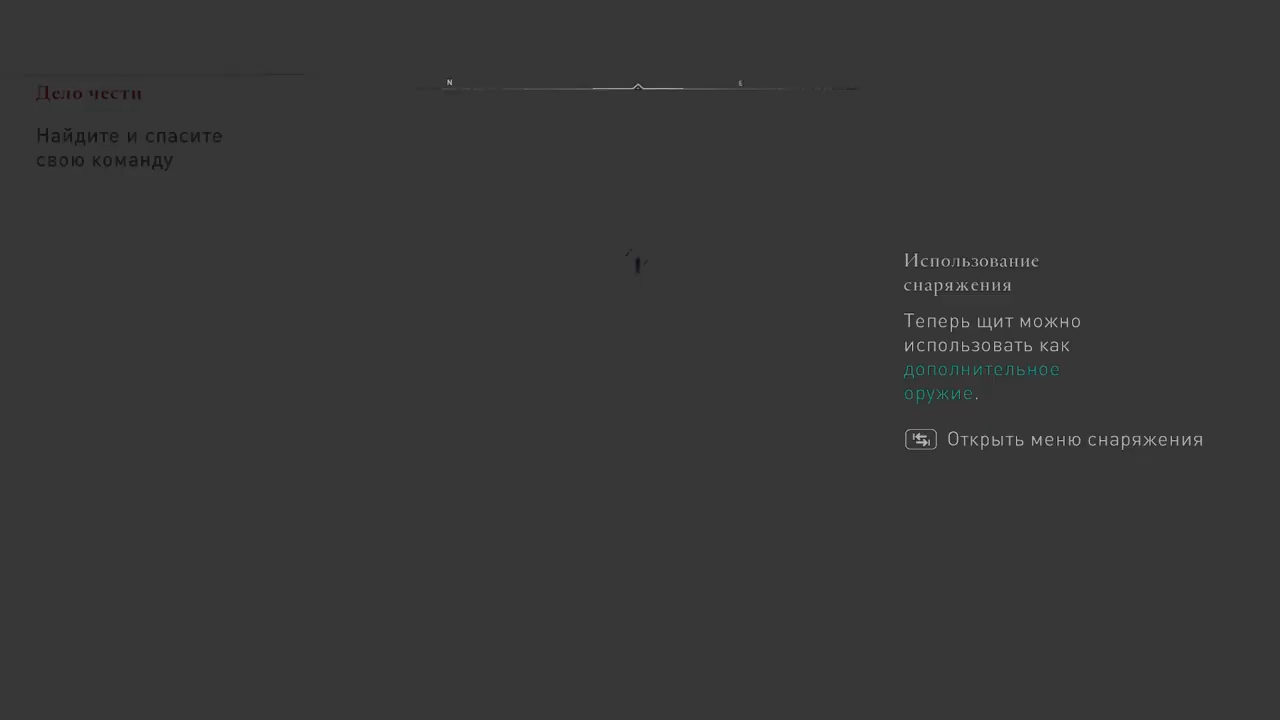 N
E
Дело чести
Найдите и спасите
свою команду
Использование
снаряжения
Теперь щит можно
использовать как
дополнительное
оружие.
Открыть меню снаряжения